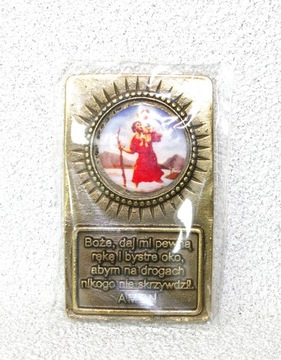 Boże, daj mi pewną
rękę i bystre oko,
abym na drogach
nikogo nie skrzywdził.
AMEN